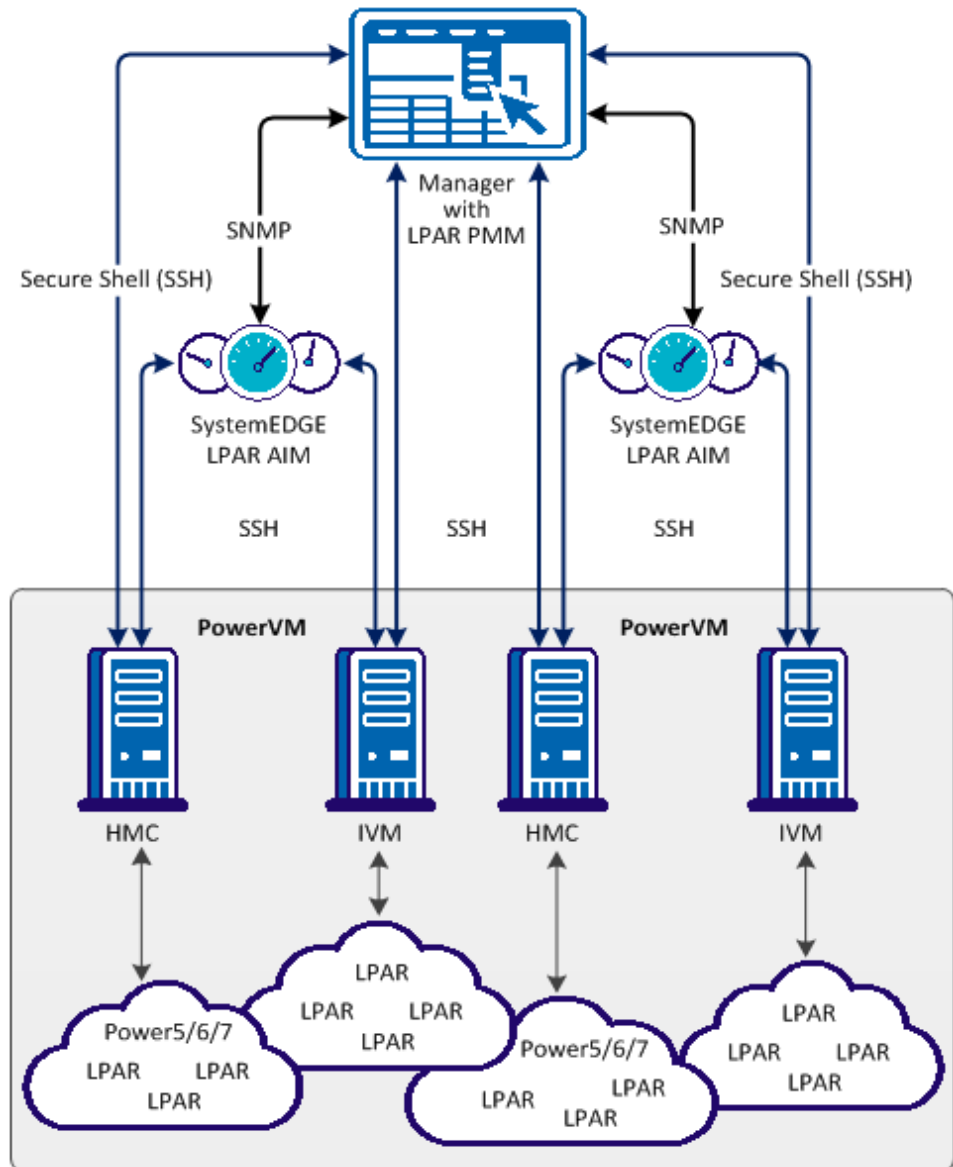 Manager
with
LPAR PMM
SNMP
SNMP
Secure Shell (SSH)
Secure Shell (SSH)
SystemEDGE
LPAR AIM
SystemEDGE
LPAR AIM
SSH
SSH
SSH
PowerVM
PowerVM
HMC
IVM
HMC
IVM
Power5/6/7
LPAR
LPAR
LPAR
LPAR
LPAR
LPAR
LPAR
Power5/6/7
LPAR
LPAR
LPAR
LPAR
LPAR
LPAR
LPAR